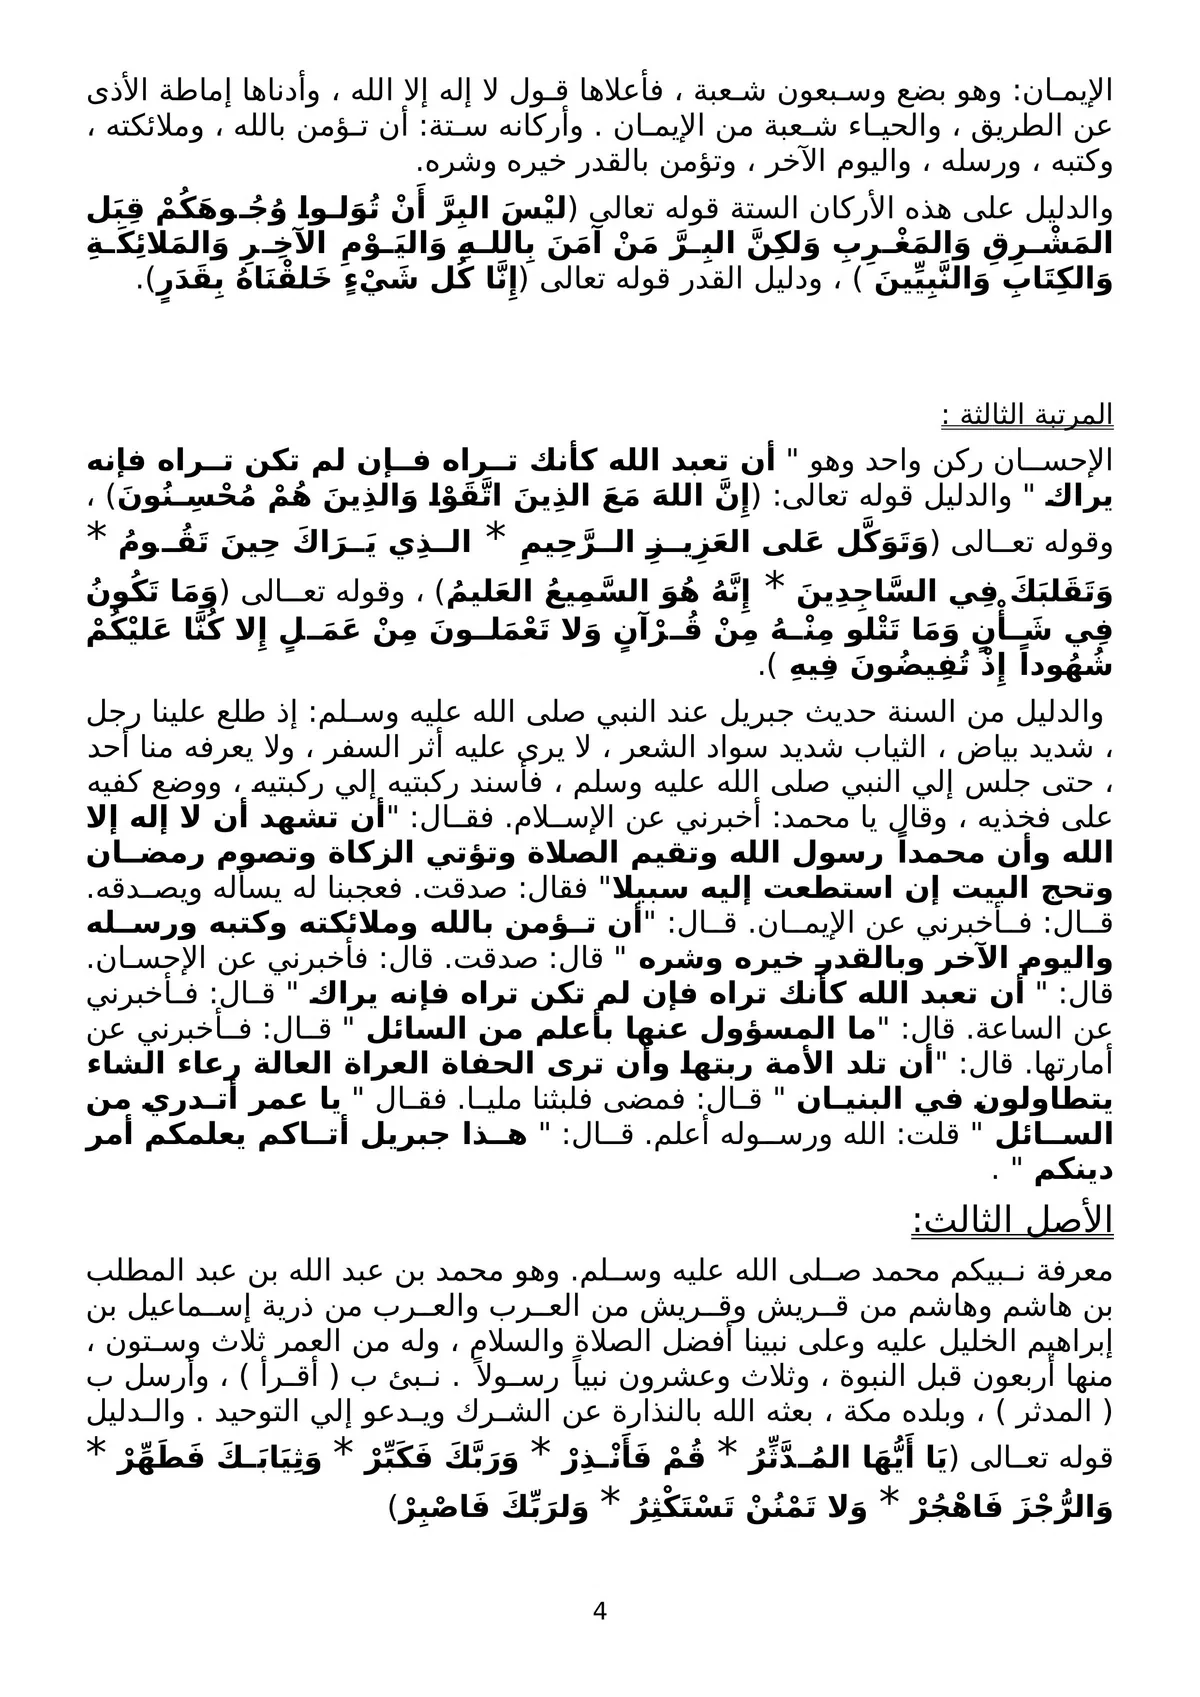 الإيمـان: وهو بضع وسـبعون شـعبة ، فأعلاها قـول لا إله إلا الله ، وأدناها إماطة الأذى
عن الطريق ، والحيـاء شـعبة من الإيمـان . وأركانه سـتة: أن تـؤمن بالله ، وملائكته ،
وكتبه ، ورسله ، واليوم الآخر ، وتؤمن بالقدر خيره وشره.
والدليل على هذه الأركان الستة قوله تعالى (ليْسَ البِرَّ أَنْ تُوَلـوا وُجُـوهَكُمْ قِبَل
المَشْـرِقِ وَالمَغْـرِبِ وَلكِنَّ البِـرَّ مَنْ آمَنَ بِاللـهِ وَاليَـوْمِ الآخِـرِ وَالمَلائِكَـةِ
وَالكِتَابِ وَالنَّبِيِّينَ ) ، ودليل القدر قوله تعالى (إِنَّا كُل شَيْءٍ خَلقْنَاهُ بِقَدَرٍ).
المرتبة الثالثة :
الإحسـان ركن واحد وهو " أن تعبد الله كأنك تـراه فـإن لم تكن تـراه فإنه
يراك " والدليل قوله تعالى: (إِنَّ اللهَ مَعَ الذِينَ اتَّقَوْا وَالذِينَ هُمْ مُحْسِـنُونَ) ،
وقوله تعـالى (وَتَوَكَّل عَلى العَزِيـزِ الـرَّحِيمِ * الـذِي يَـرَاكَ حِينَ تَقُـومُ *
وَتَقَلبَكَ فِي السَّاجِدِينَ * إِنَّهُ هُوَ السَّمِيعُ العَليمُ) ، وقوله تعـالى (وَمَا تَكُونُ
فِي شَـأْنٍ وَمَا تَتْلو مِنْـهُ مِنْ قُـرْآنٍ وَلا تَعْمَلـونَ مِنْ عَمَـلٍ إِلا كُنَّا عَليْكُمْ
شُهُوداً إِذْ تُفِيضُونَ فِيهِ ).
والدليل من السنة حديث جبريل عند النبي صلى الله عليه وسـلم: إذ طلع علينا رجل
، شديد بياض ، الثياب شديد سواد الشعر ، لا يرى عليه أثر السفر ، ولا يعرفه منا أحد
، حتى جلس إلي النبي صلى الله عليه وسلم ، فأسند ركبتيه إلي ركبتيه ، ووضع كفيه
على فخذيه ، وقال يا محمد: أخبرني عن الإسـلام. فقـال: "أن تشهد أن لا إله إلا
الله وأن محمداً رسول الله وتقيم الصلاة وتؤتي الزكاة وتصوم رمضـان
وتحج البيت إن استطعت إليه سبيلا" فقال: صدقت. فعجبنا له يسأله ويصـدقه.
قـال: فـأخبرني عن الإيمـان. قـال: "أن تـؤمن بالله وملائكته وكتبه ورسـله
واليوم الآخر وبالقدر خيره وشره " قال: صدقت. قال: فأخبرني عن الإحسـان.
قال: " أن تعبد الله كأنك تراه فإن لم تكن تراه فإنه يراك " قـال: فـأخبرني
عن الساعة. قال: "ما المسؤول عنها بأعلم من السائل " قـال: فـأخبرني عن
أمارتها. قال: "أن تلد الأمة ربتها وأن ترى الحفاة العراة العالة رعاء الشاء
يتطاولون في البنيـان " قـال: فمضى فلبثنا مليـا. فقـال " يا عمر أتـدري من
السـائل " قلت: الله ورسـوله أعلم. قـال: " هـذا جبريل أتـاكم يعلمكم أمر
دينكم " .
الأصل الثالث:
معرفة نـبيكم محمد صـلى الله عليه وسـلم. وهو محمد بن عبد الله بن عبد المطلب
بن هاشم وهاشم من قـريش وقـريش من العـرب والعـرب من ذرية إسـماعيل بن
إبراهيم الخليل عليه وعلى نبينا أفضل الصلاة والسلام ، وله من العمر ثلاث وسـتون ،
منها أربعون قبل النبوة ، وثلاث وعشرون نبياً رسـولاً . نـبئ ب ( أقـرأ ) ، وأرسل ب
( المدثر ) ، وبلده مكة ، بعثه الله بالنذارة عن الشـرك ويـدعو إلي التوحيد . والـدليل
قوله تعـالى (يَا أَيُّهَا المُـدَّثِّرُ * قُمْ فَأَنْـذِرْ * وَرَبَّكَ فَكَبِّرْ * وَثِيَابَـكَ فَطَهِّرْ *
وَالرُّجْزَ فَاهْجُرْ * وَلا تَمْنُنْ تَسْتَكْثِرُ * وَلرَبِّكَ فَاصْبِرْ)
4